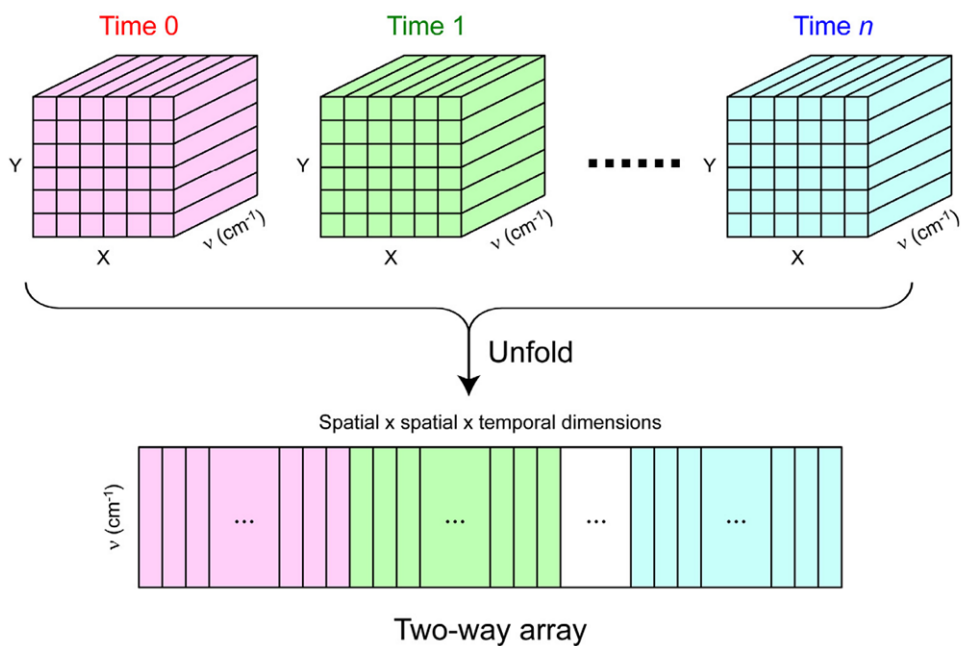 Time 0
Time 1
Time n
Y
X
ν (cm⁻¹)
Y
X
ν (cm⁻¹)
Y
X
ν (cm⁻¹)
Unfold
Spatial x spatial x temporal dimensions
ν (cm⁻¹)
...
...
...
...
Two-way array